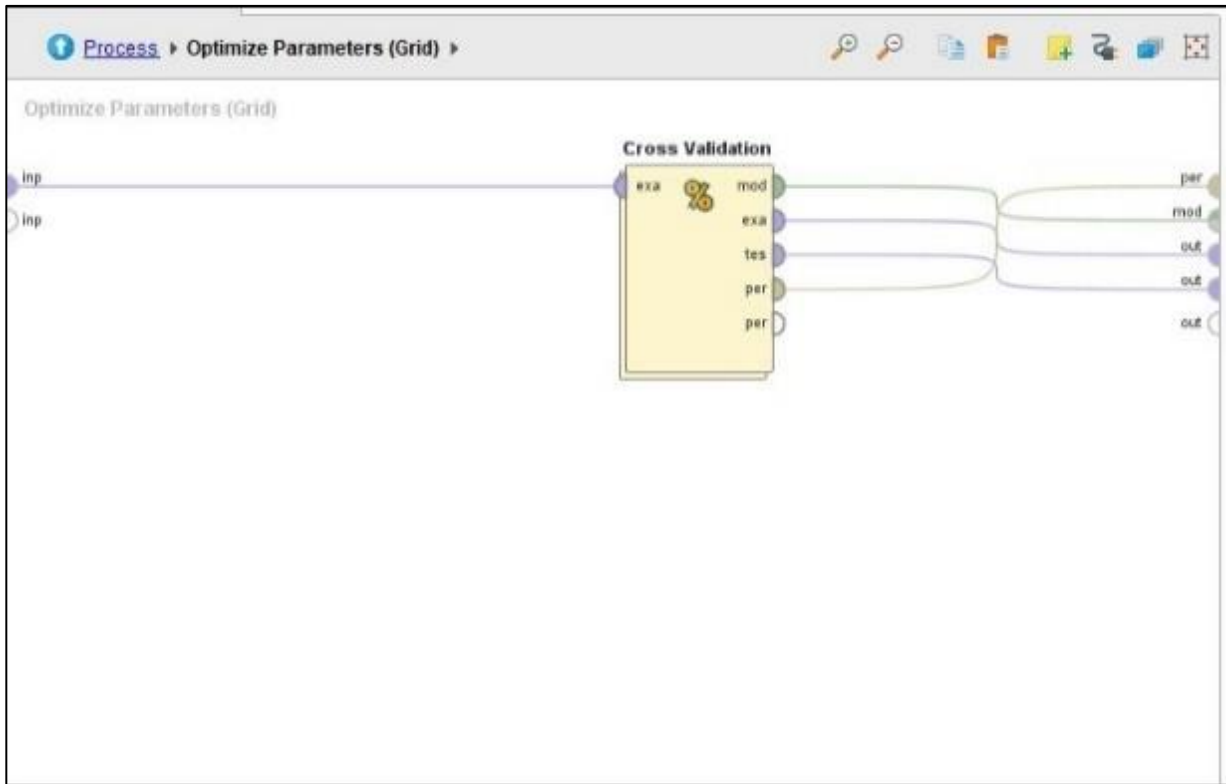 Process ▸ Optimize Parameters (Grid) ▸
Optimize Parameters (Grid)
Cross Validation
inp
exa
mod
per
inp
exa
mod
tes
out
per
out
per
out